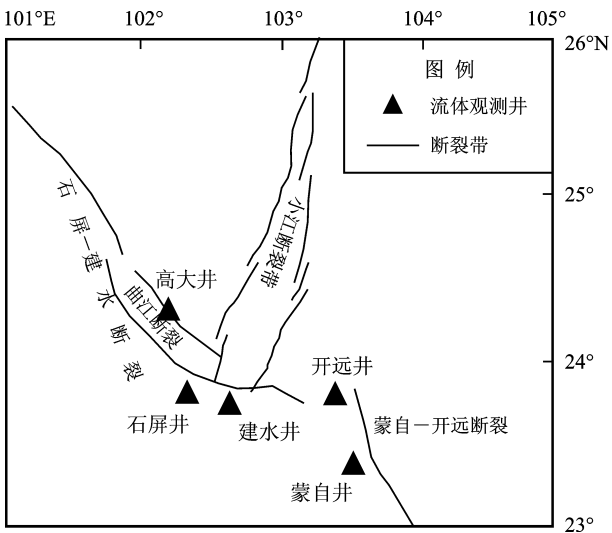 101°E 102° 103° 104° 105°
26°N
图 例
流体观测井
断裂带
25°
石屏-建水断裂
小江断裂带
高大井
曲江断裂
24°
开远井
石屏井
建水井
蒙自-开远断裂
蒙自井
23°